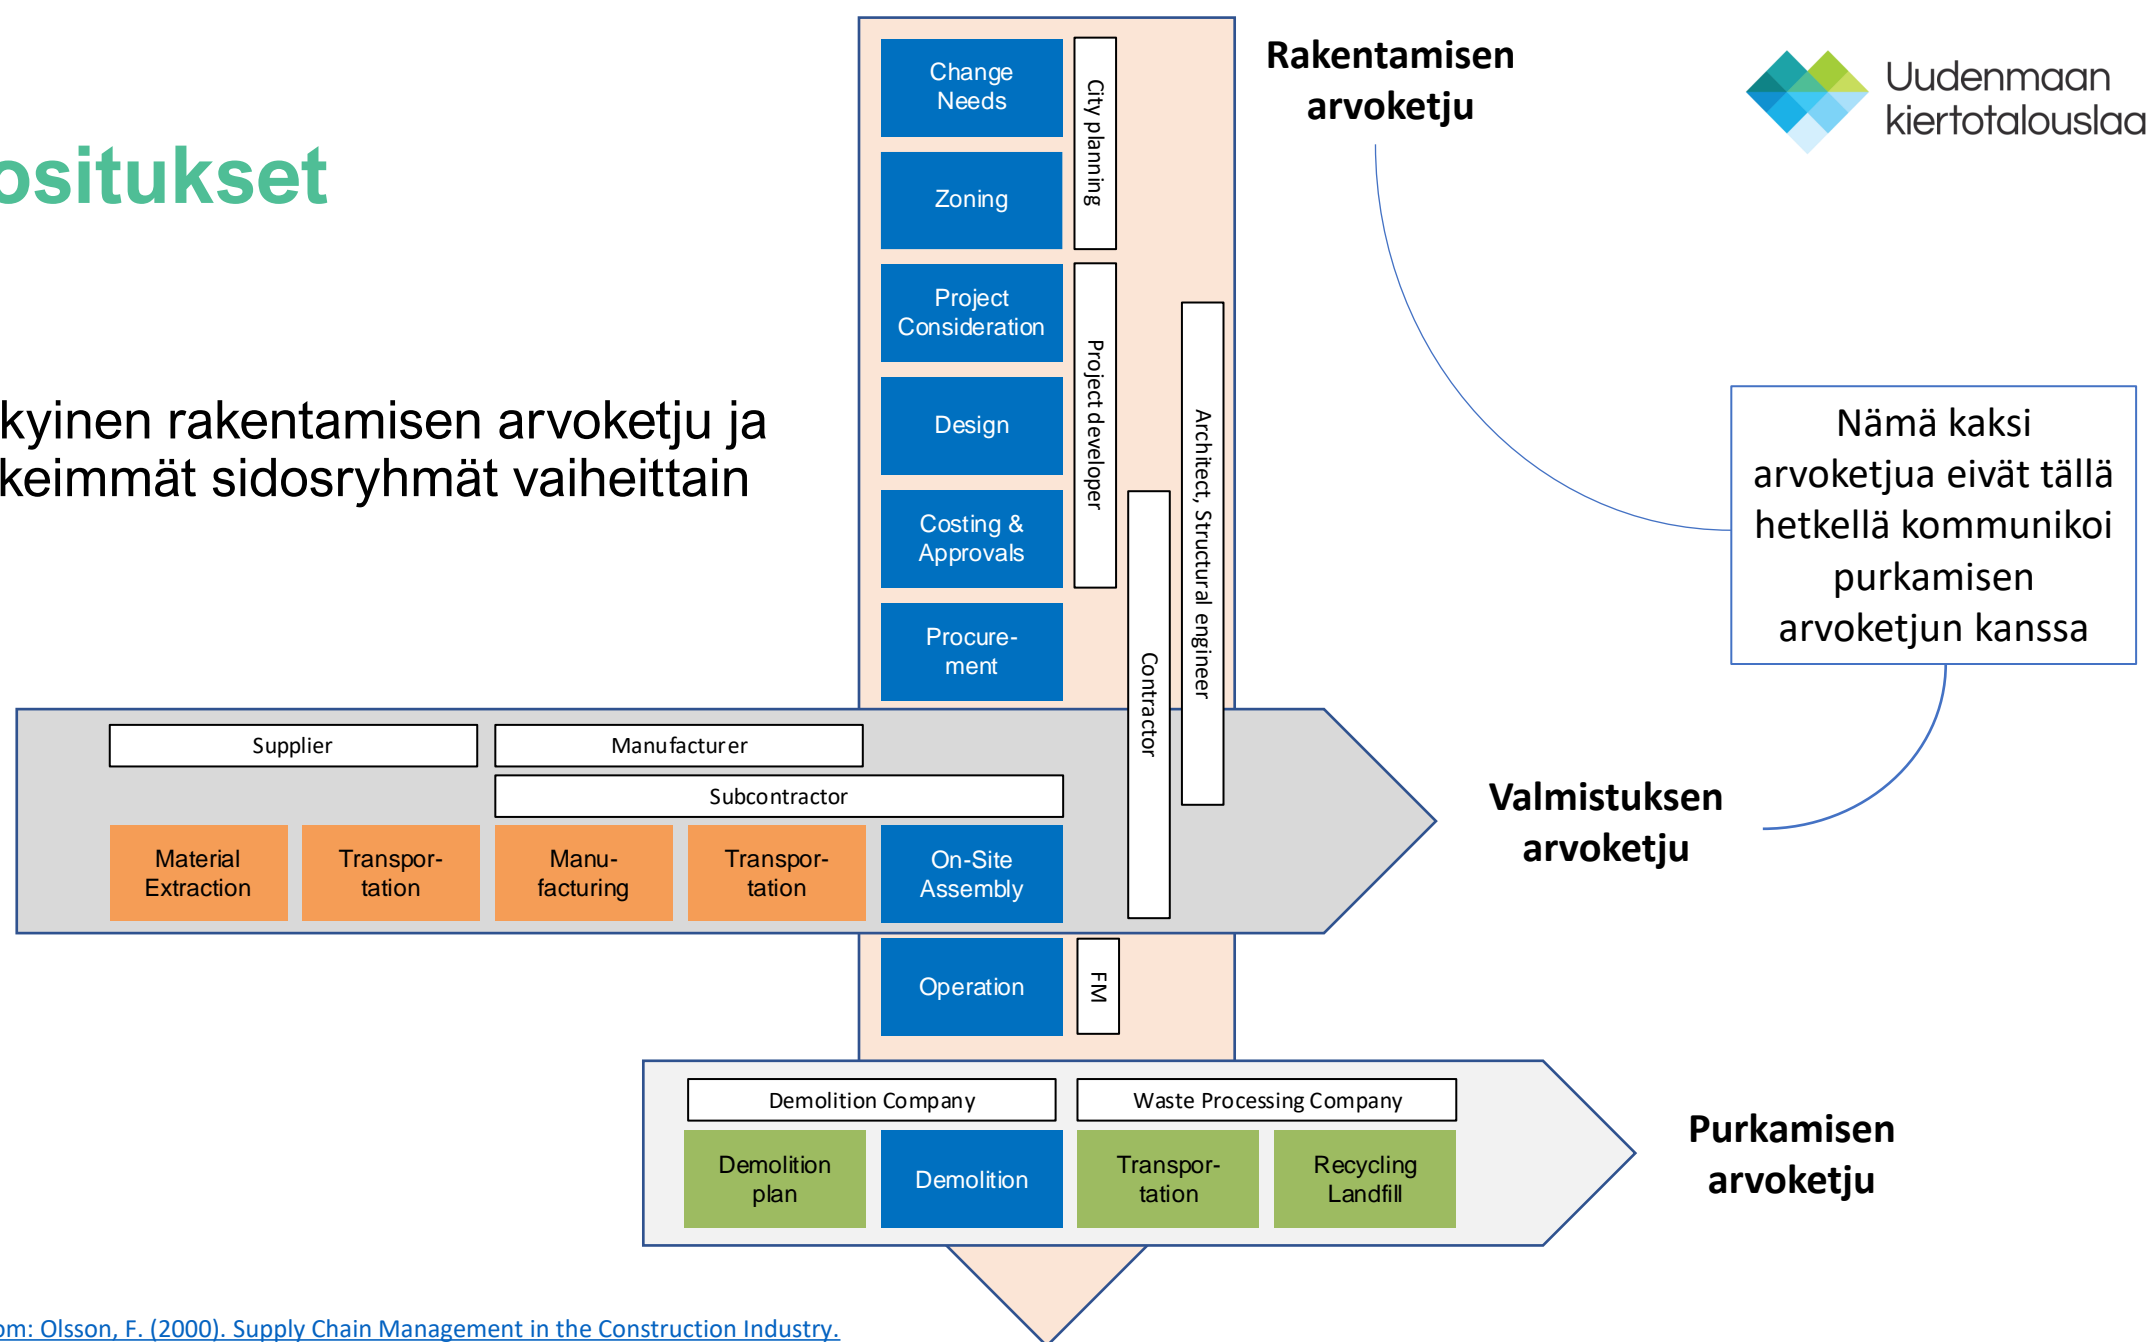 ositukset
kyinen rakentamisen arvoketju ja
keimmät sidosryhmät vaiheittain
Change
Needs
Zoning
Project
Consideration
Design
Costing &
Approvals
Procure-
ment
City planning
Project developer
Contractor
Architect, Structural engineer
Rakentamisen
arvoketju
Uudenmaan
kiertotalouslaa
Nämä kaksi
arvoketjua eivät tällä
hetkellä kommunikoi
purkamisen
arvoketjun kanssa
Supplier
Manufacturer
Subcontractor
Material
Extraction
Transpor-
tation
Manu-
facturing
Transpor-
tation
On-Site
Assembly
Valmistuksen
arvoketju
Operation
FM
Demolition Company
Waste Processing Company
Demolition
plan
Demolition
Transpor-
tation
Recycling
Landfill
Purkamisen
arvoketju
om: Olsson, F. (2000). Supply Chain Management in the Construction Industry.